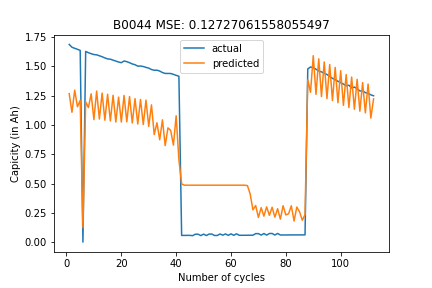 B0044 MSE: 0.12727061558055497
actual
predicted
Capicity (in Ah)
1.75
1.50
1.25
1.00
0.75
0.50
0.25
0.00
0 20 40 60 80 100
Number of cycles